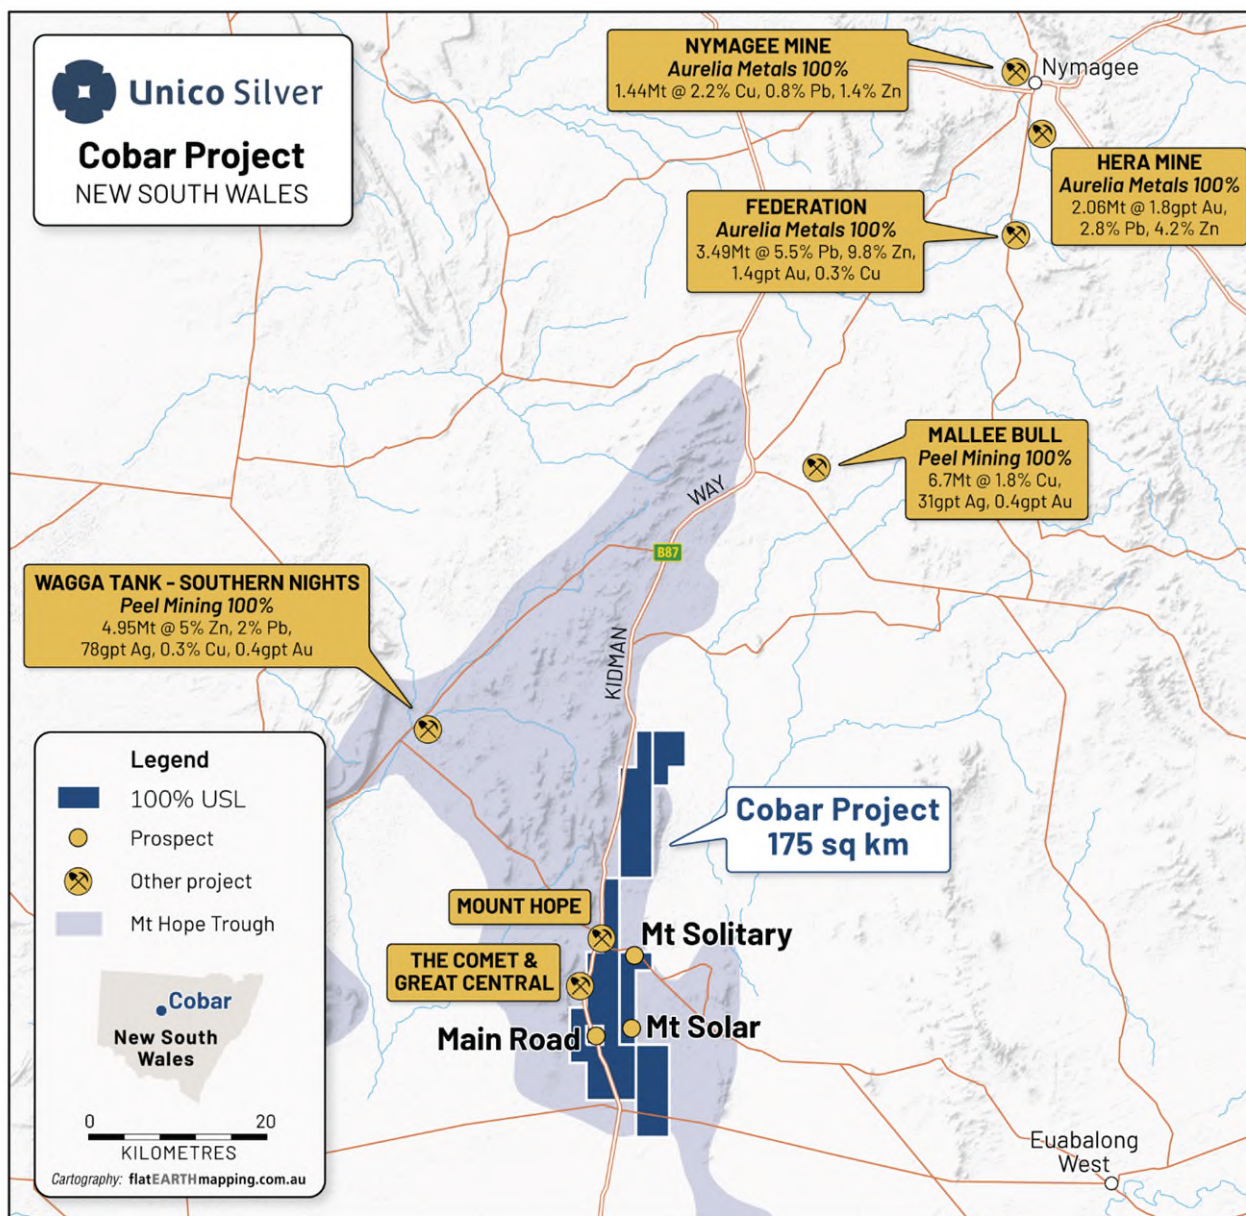 Unico Silver
Cobar Project
NEW SOUTH WALES
NYMAGEE MINE
Aurelia Metals 100%
1.44Mt @ 2.2% Cu, 0.8% Pb, 1.4% Zn
Nymagee
HERA MINE
Aurelia Metals 100%
2.06Mt @ 1.8gpt Au,
2.8% Pb, 4.2% Zn
FEDERATION
Aurelia Metals 100%
3.49Mt @ 5.5% Pb, 9.8% Zn,
1.4gpt Au, 0.3% Cu
MALLEE BULL
Peel Mining 100%
6.7Mt @ 1.8% Cu,
31gpt Ag, 0.4gpt Au
WAY
B87
KIDMAN
WAGGA TANK - SOUTHERN NIGHTS
Peel Mining 100%
4.95Mt @ 5% Zn, 2% Pb,
78gpt Ag, 0.3% Cu, 0.4gpt Au
Cobar Project
175 sq km
MOUNT HOPE
Mt Solitary
THE COMET &
GREAT CENTRAL
Main Road
Mt Solar
Euabalong
West
Legend
100% USL
Prospect
Other project
Mt Hope Trough
Cobar
New South
Wales
0 20
KILOMETRES
Cartography: flatEARTHmapping.com.au